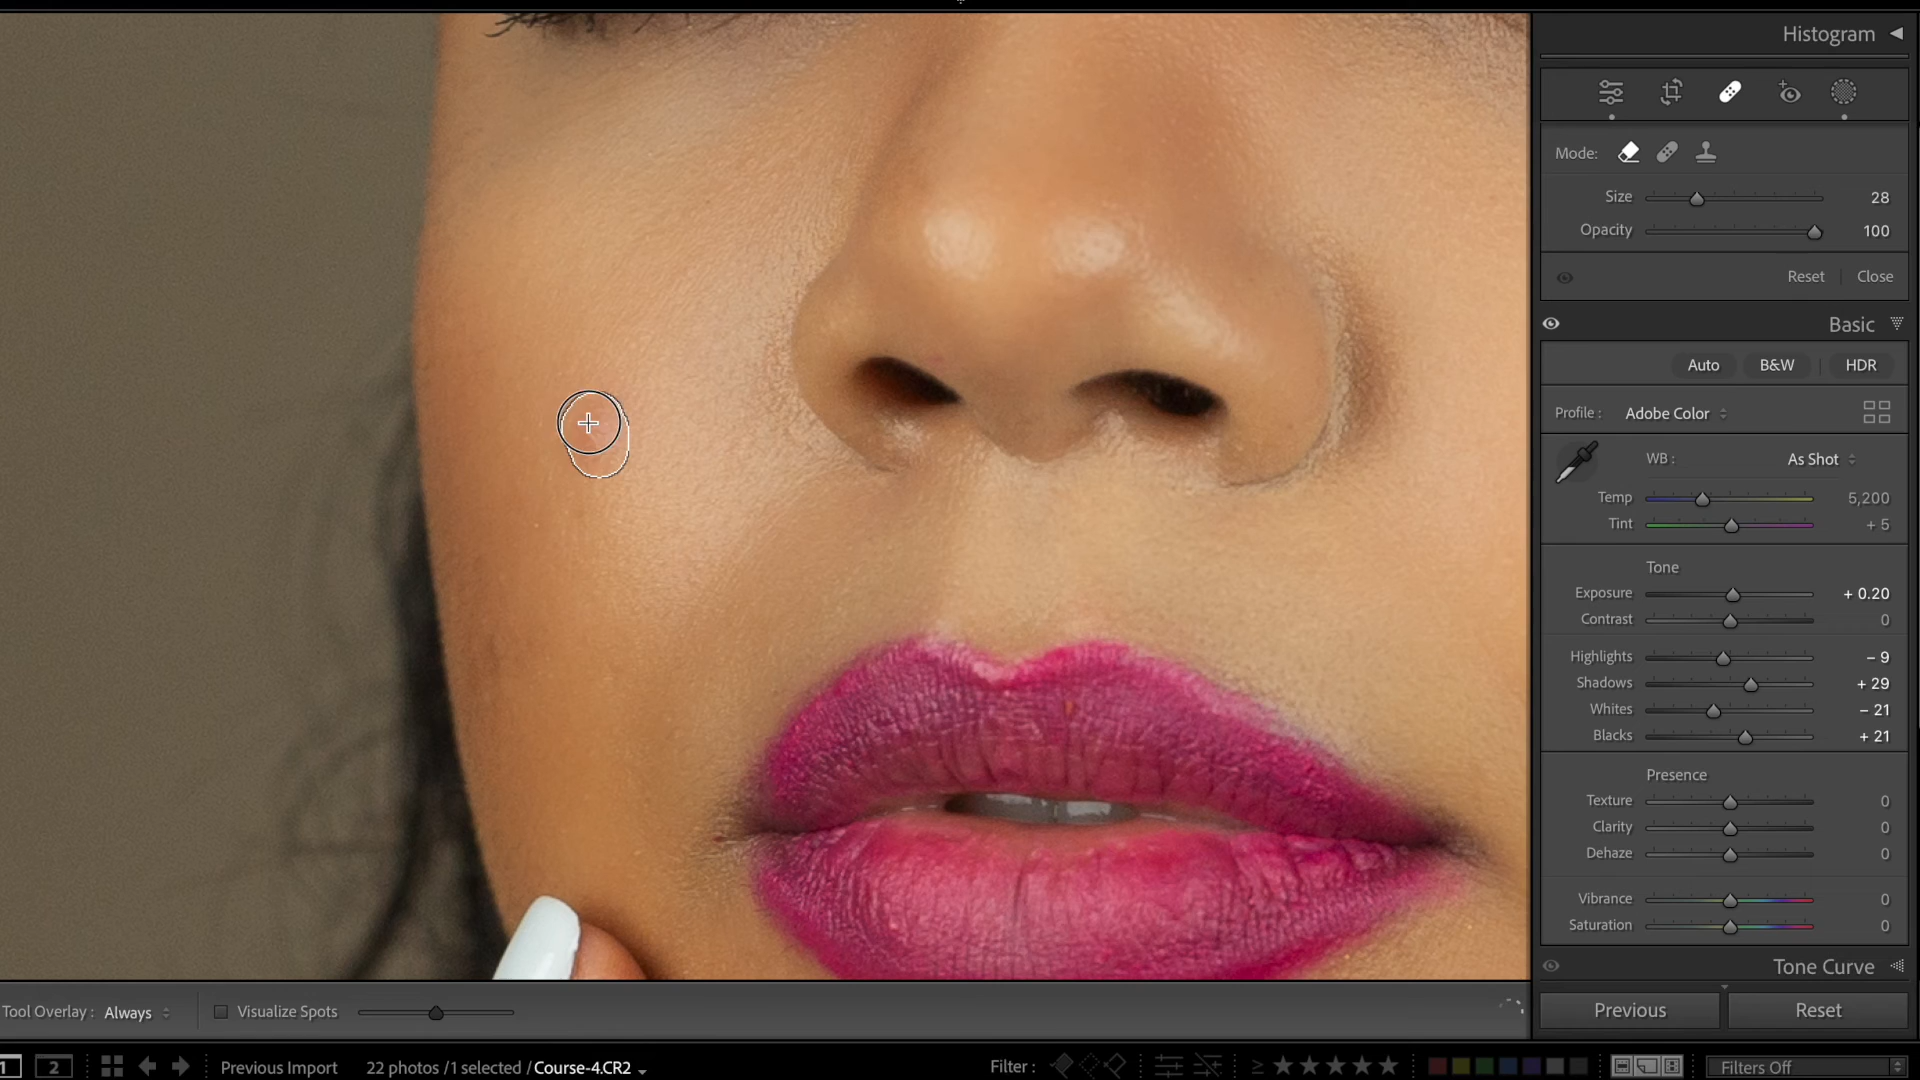 Histogram
Mode:
Size 28
Opacity 100
Reset Close
Basic
Auto B&W HDR
Profile : Adobe Color
WB : As Shot
Temp 5,200
Tint + 5
Tone
Exposure + 0.20
Contrast 0
Highlights − 9
Shadows + 29
Whites − 21
Blacks + 21
Presence
Texture 0
Clarity 0
Dehaze 0
Vibrance 0
Saturation 0
Tone Curve
Tool Overlay : Always Visualize Spots
Previous Reset
1 2 Previous Import 22 photos /1 selected / Course-4.CR2 Filter : ≥ Filters Off